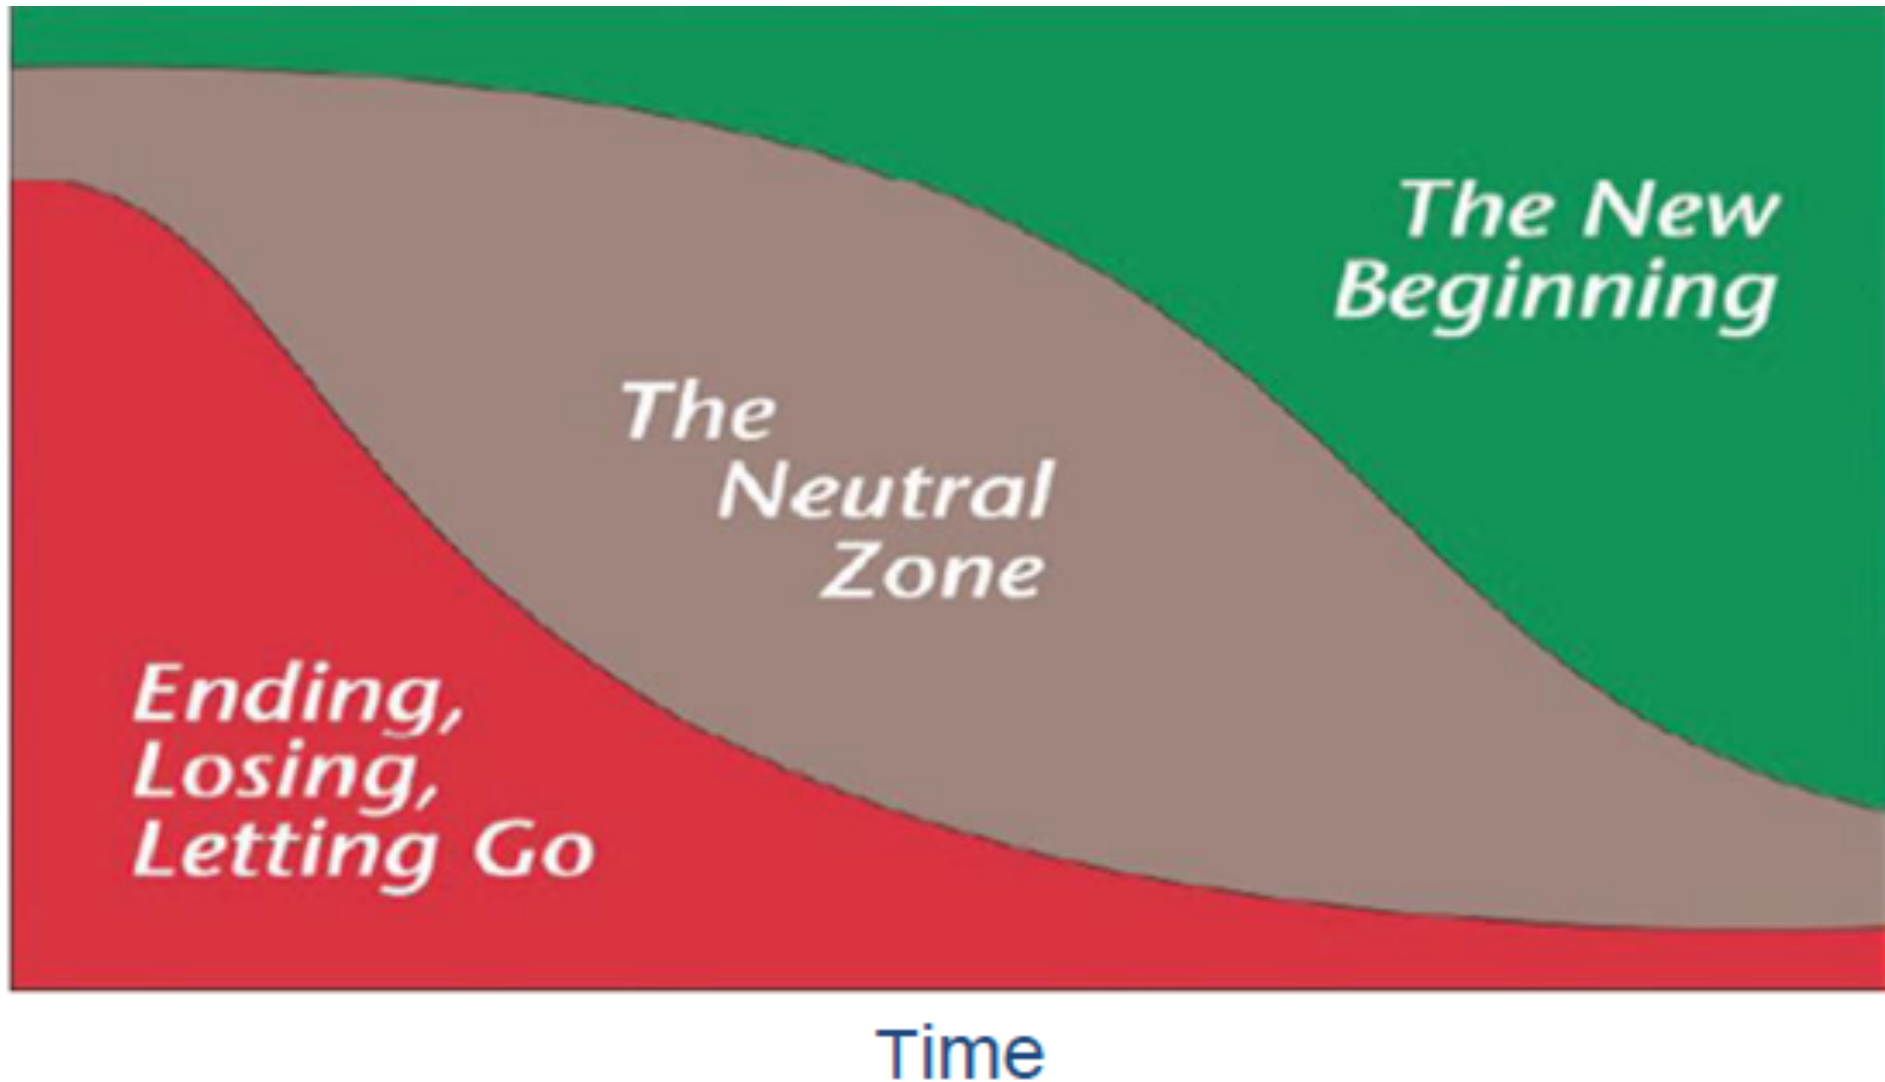 The New
Beginning
The
Neutral
Zone
Ending,
Losing,
Letting Go
Time